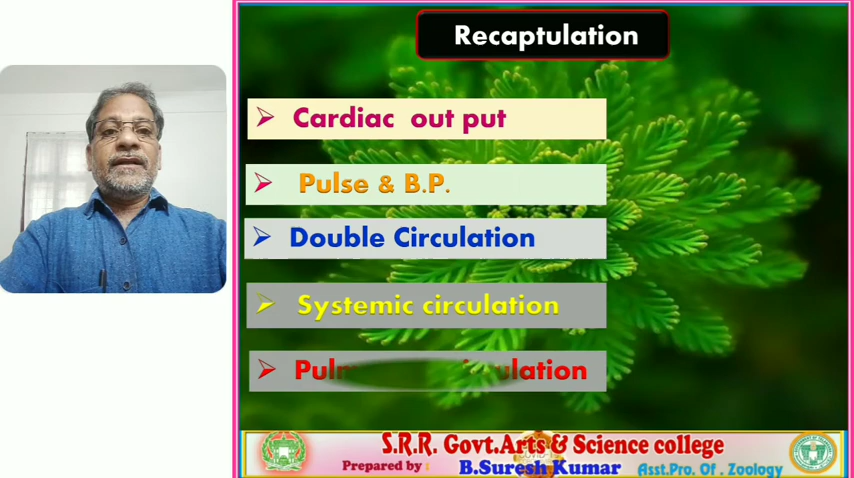 Recaptulation
Cardiac out put
Pulse & B.P.
Double Circulation
Systemic circulation
S.R.R. Govt.Arts & Science college
Prepared by : B.Suresh Kumar Asst.Pro. Of . Zoology